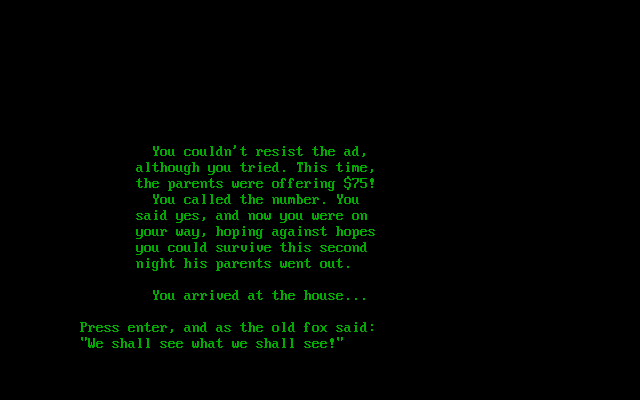 You couldn't resist the ad,
although you tried. This time,
the parents were offering $75!
You called the number. You
said yes, and now you were on
your way, hoping against hopes
you could survive this second
night his parents went out.
You arrived at the house...
Press enter, and as the old fox said:
"We shall see what we shall see!"